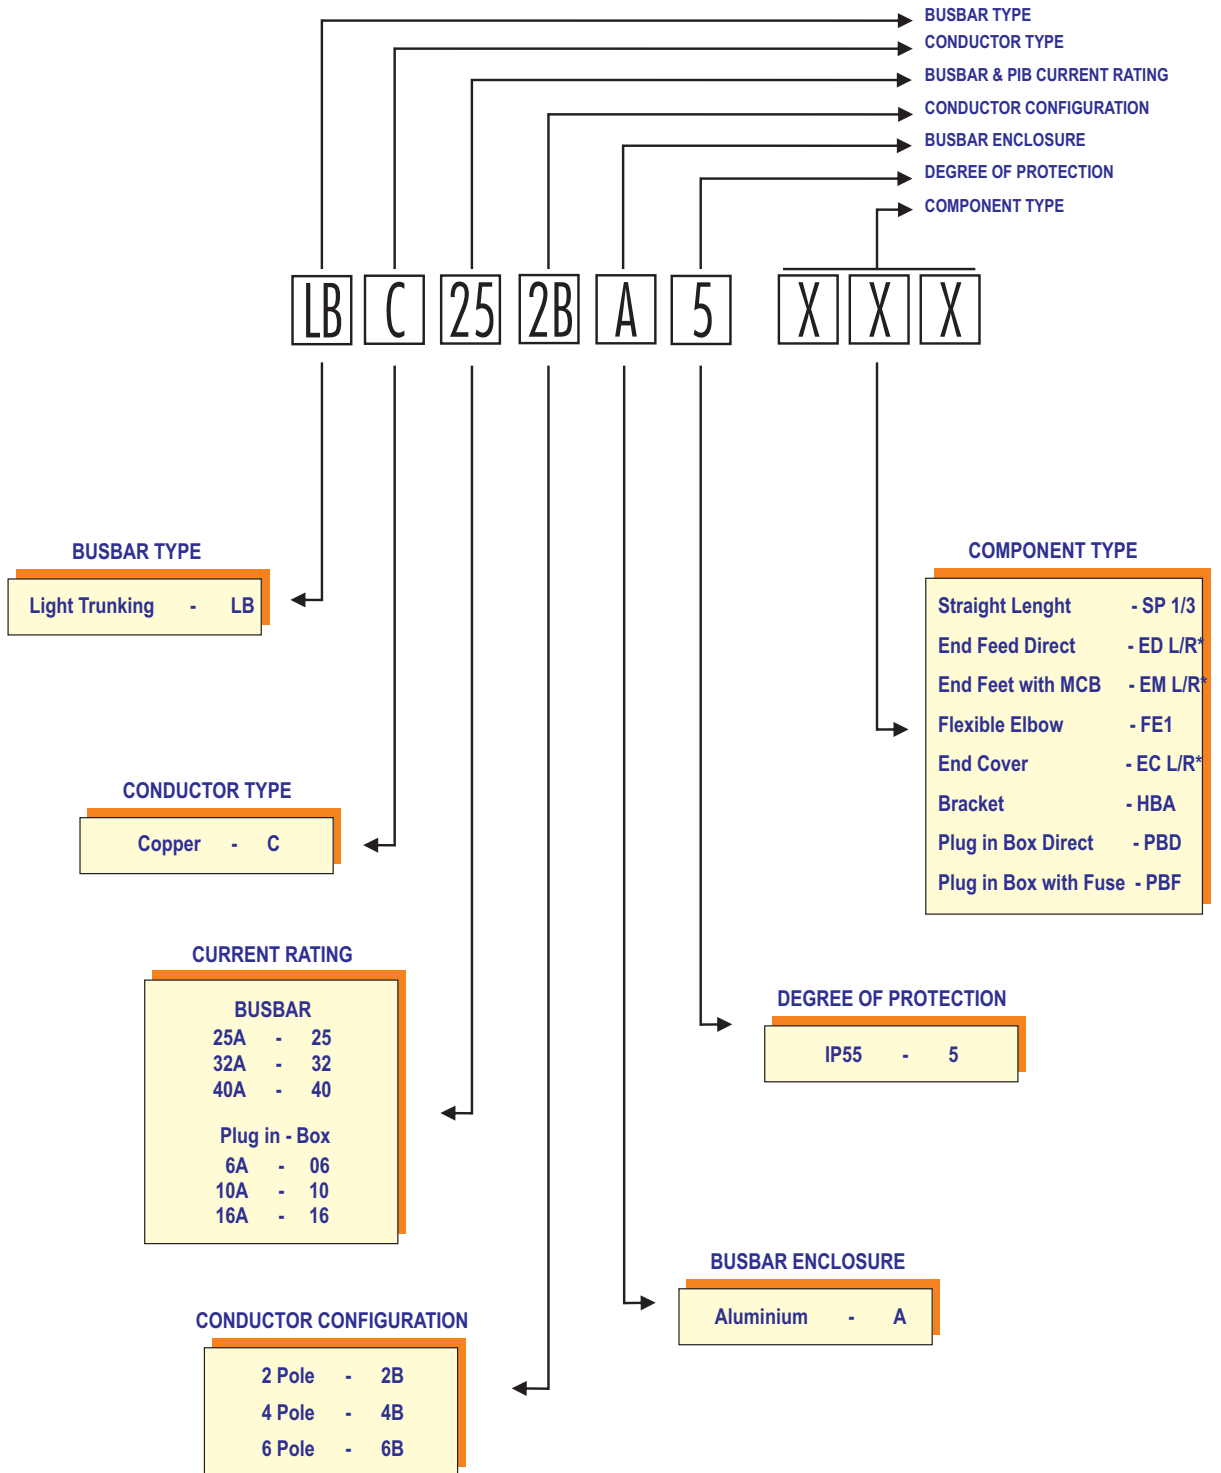 BUSBAR TYPE
CONDUCTOR TYPE
BUSBAR & PIB CURRENT RATING
CONDUCTOR CONFIGURATION
BUSBAR ENCLOSURE
DEGREE OF PROTECTION
COMPONENT TYPE
LB C 25 2B A 5 X X X
BUSBAR TYPE
Light Trunking - LB
COMPONENT TYPE
Straight Lenght - SP 1/3
End Feed Direct - ED L/R*
End Feet with MCB - EM L/R*
Flexible Elbow - FE1
End Cover - EC L/R*
Bracket - HBA
Plug in Box Direct - PBD
Plug in Box with Fuse - PBF
CONDUCTOR TYPE
Copper - C
CURRENT RATING
BUSBAR
25A - 25
32A - 32
40A - 40
Plug in - Box
6A - 06
10A - 10
16A - 16
DEGREE OF PROTECTION
IP55 - 5
BUSBAR ENCLOSURE
Aluminium - A
CONDUCTOR CONFIGURATION
2 Pole - 2B
4 Pole - 4B
6 Pole - 6B